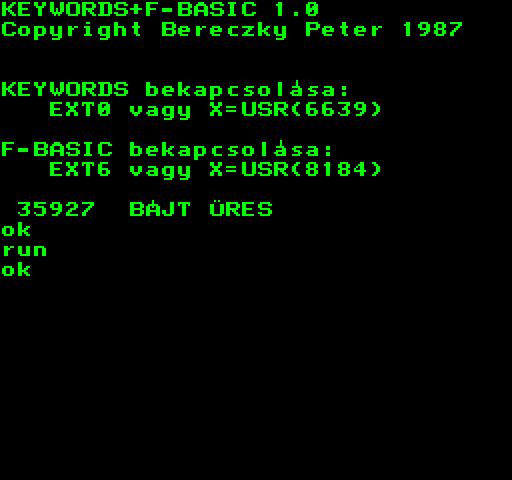 KEYWORDS+F-BASIC 1.0
Copyright Bereczky Peter 1987
KEYWORDS bekapcsolása:
EXT0 vagy X=USR(6639)
F-BASIC bekapcsolása:
EXT6 vagy X=USR(8184)
35927 BÁJT ÜRES
ok
run
ok